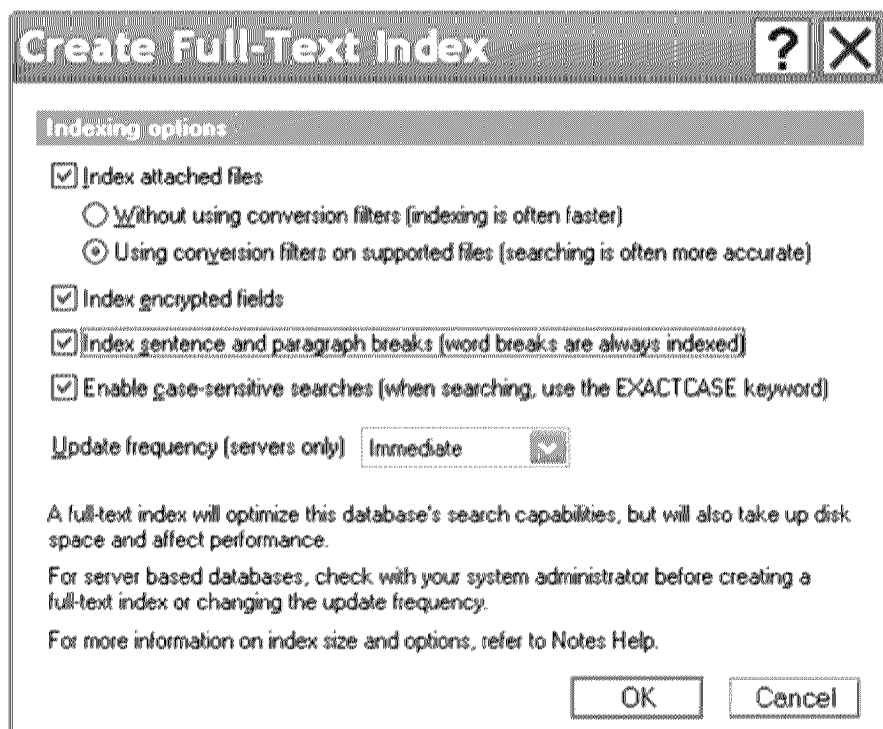 Create Full-Text Index
Indexing options
Index attached files
Without using conversion filters (indexing is often faster)
Using conversion filters on supported files (searching is often more accurate)
Index encrypted fields
Index sentence and paragraph breaks (word breaks are always indexed)
Enable case-sensitive searches (when searching, use the EXACTCASE keyword)
Update frequency (servers only) Immediate
A full-text index will optimize this database's search capabilities, but will also take up disk
space and affect performance.
For server based databases, check with your system administrator before creating a
full-text index or changing the update frequency.
For more information on index size and options, refer to Notes Help.
OK Cancel